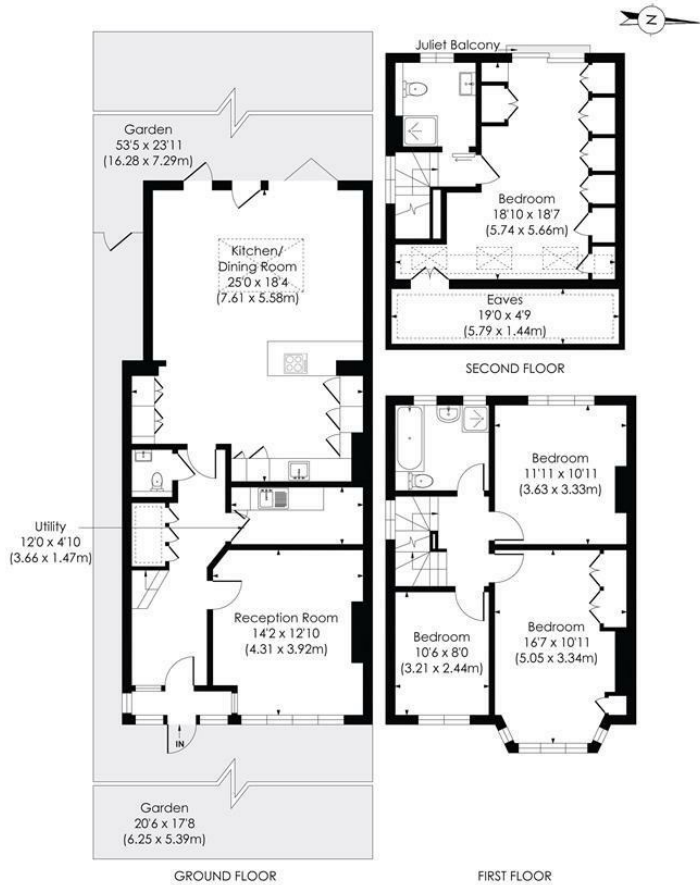 N
Juliet Balcony
Garden
53'5 x 23'11
(16.28 x 7.29m)
Kitchen/
Dining Room
25'0 x 18'4
(7.61 x 5.58m)
Bedroom
18'10 x 18'7
(5.74 x 5.66m)
Eaves
19'0 x 4'9
(5.79 x 1.44m)
SECOND FLOOR
Utility
12'0 x 4'10
(3.66 x 1.47m)
Reception Room
14'2 x 12'10
(4.31 x 3.92m)
IN
Garden
20'6 x 17'8
(6.25 x 5.39m)
GROUND FLOOR
Bedroom
11'11 x 10'11
(3.63 x 3.33m)
Bedroom
16'7 x 10'11
(5.05 x 3.34m)
Bedroom
10'6 x 8'0
(3.21 x 2.44m)
FIRST FLOOR